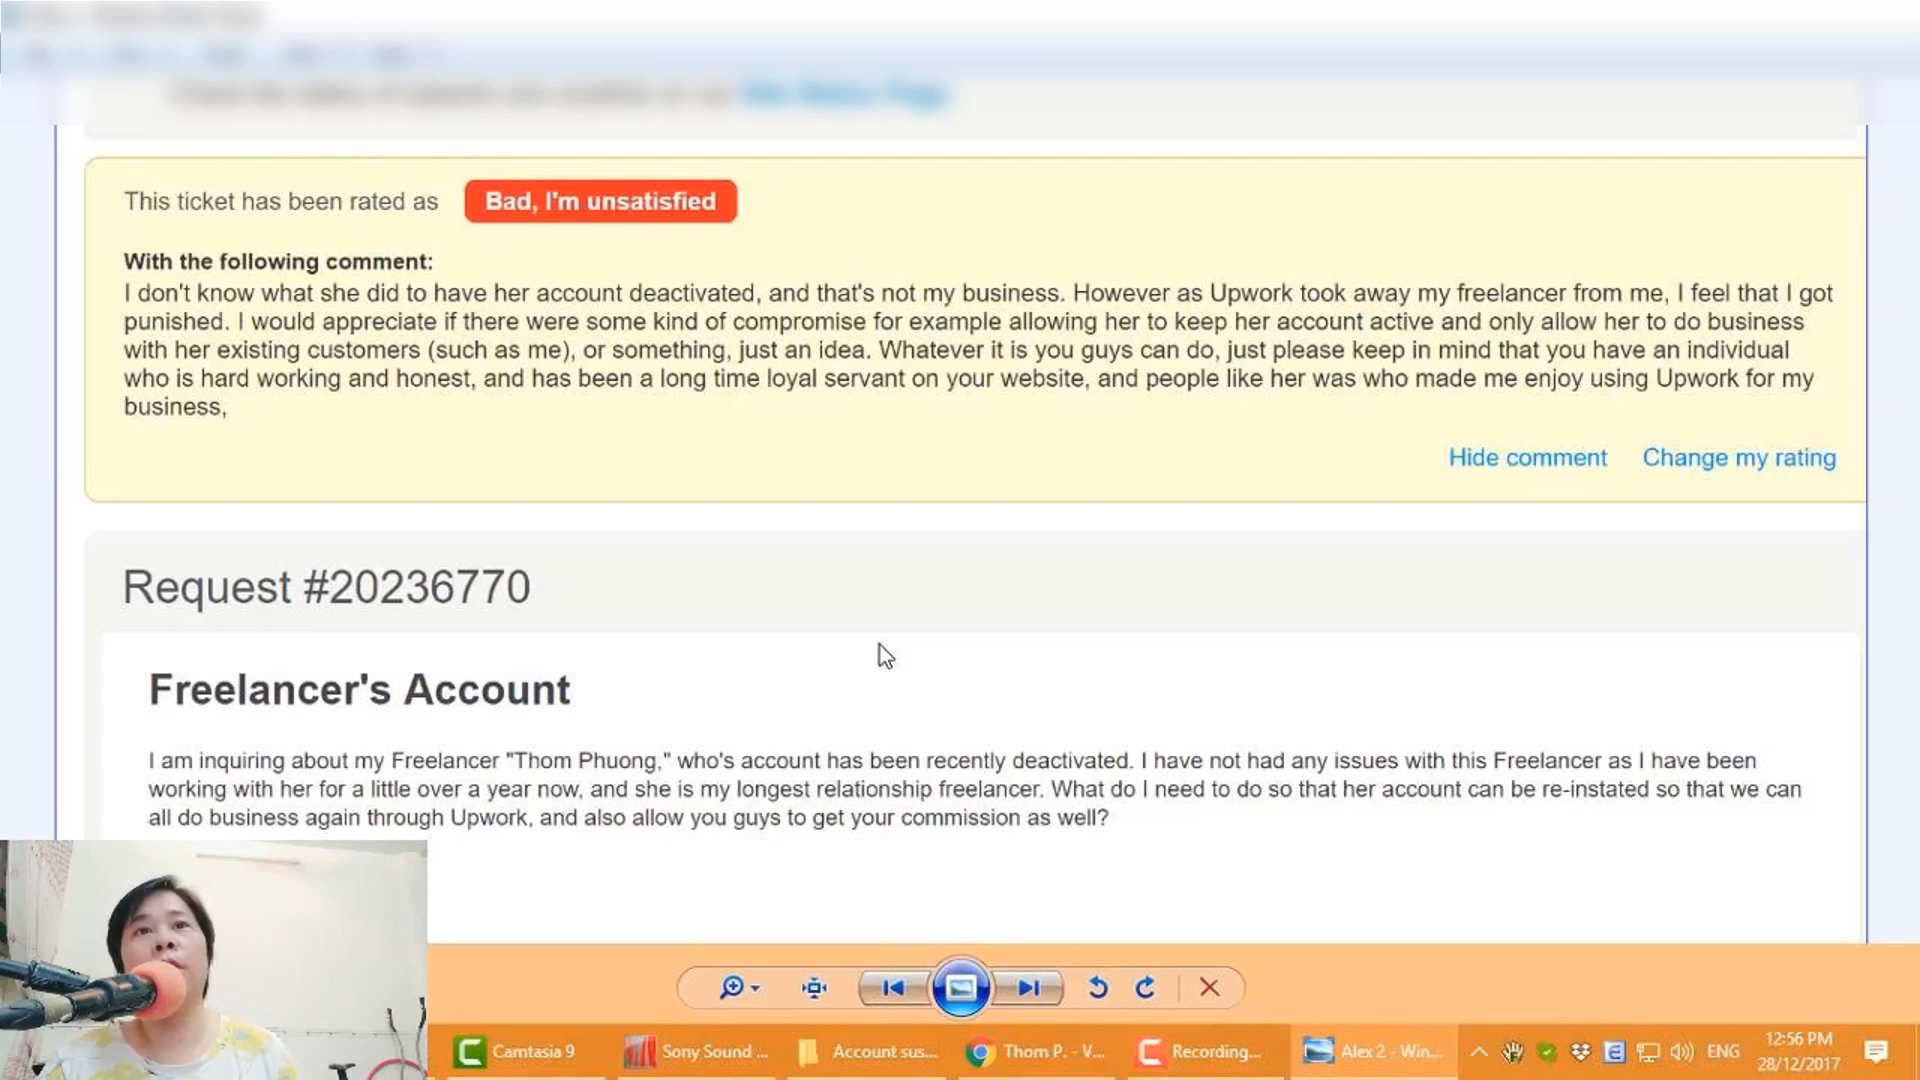 This ticket has been rated as Bad, I'm unsatisfied
With the following comment:
I don't know what she did to have her account deactivated, and that's not my business. However as Upwork took away my freelancer from me, I feel that I got
punished. I would appreciate if there were some kind of compromise for example allowing her to keep her account active and only allow her to do business
with her existing customers (such as me), or something, just an idea. Whatever it is you guys can do, just please keep in mind that you have an individual
who is hard working and honest, and has been a long time loyal servant on your website, and people like her was who made me enjoy using Upwork for my
business,
Hide comment Change my rating
Request #20236770
Freelancer's Account
I am inquiring about my Freelancer "Thom Phuong," who's account has been recently deactivated. I have not had any issues with this Freelancer as I have been
working with her for a little over a year now, and she is my longest relationship freelancer. What do I need to do so that her account can be re-instated so that we can
all do business again through Upwork, and also allow you guys to get your commission as well?
Camtasia 9 Sony Sound ... Account sus... Thom P. - V... Recording... Alex 2 - Win... ENG 12:56 PM
28/12/2017